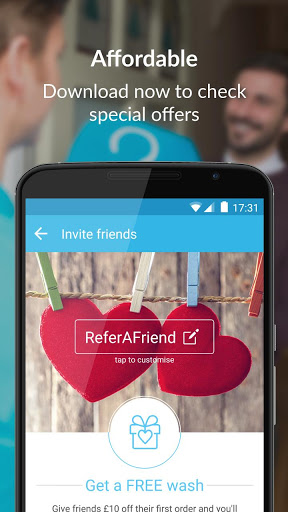 Affordable
Download now to check
special offers
17:31
Invite friends
ReferAFriend
tap to customise
Get a FREE wash
Give friends £10 off their first order and you'll